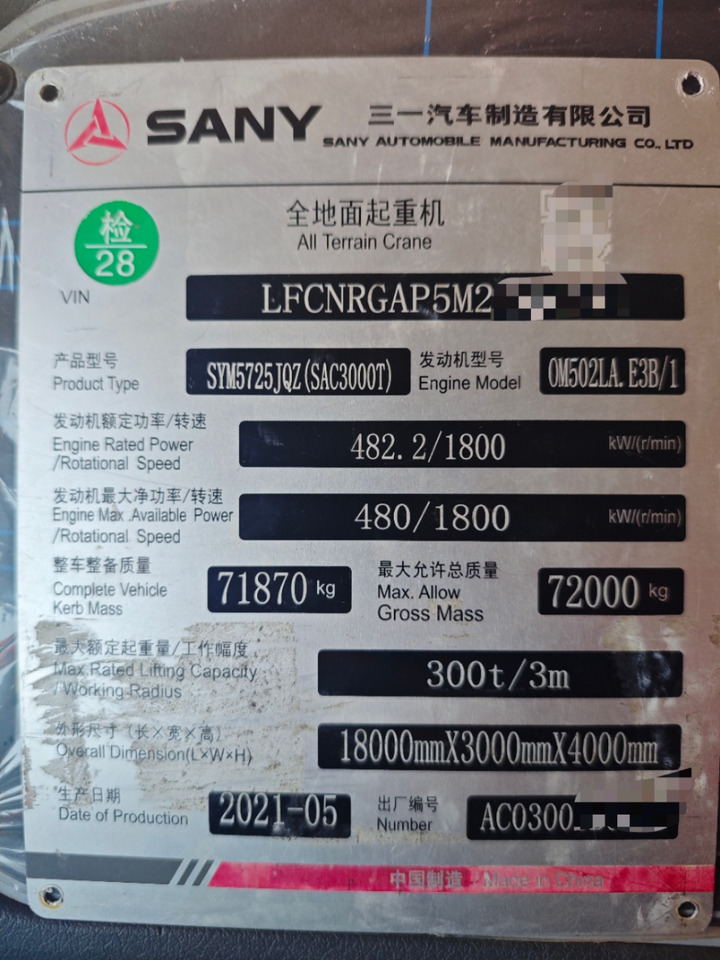 SANY
三一汽车制造有限公司
SANY AUTOMOBILE MANUFACTURING CO., LTD
检
28
全地面起重机
All Terrain Crane
VIN
LFCNRGAP5M2
产品型号
Product Type
SYM5725JQZ(SAC3000T)
发动机型号
Engine Model
OM502LA.E3B/1
发动机额定功率/转速
Engine Rated Power
/Rotational Speed
482.2/1800 kW/(r/min)
发动机最大净功率/转速
Engine Max .Available Power
/Rotational Speed
480/1800 kW/(r/min)
整车整备质量
Complete Vehicle
Kerb Mass
71870 kg
最大允许总质量
Max. Allow
Gross Mass
72000 kg
最大额定起重量/工作幅度
Max.Rated Lifting Capacity
/ Working Radius
300t/3m
外形尺寸（长×宽×高）
Overall Dimension(L×W×H)
18000mmX3000mmX4000mm
生产日期
Date of Production
2021-05
出厂编号
Number
AC0300
中国制造 Made in China